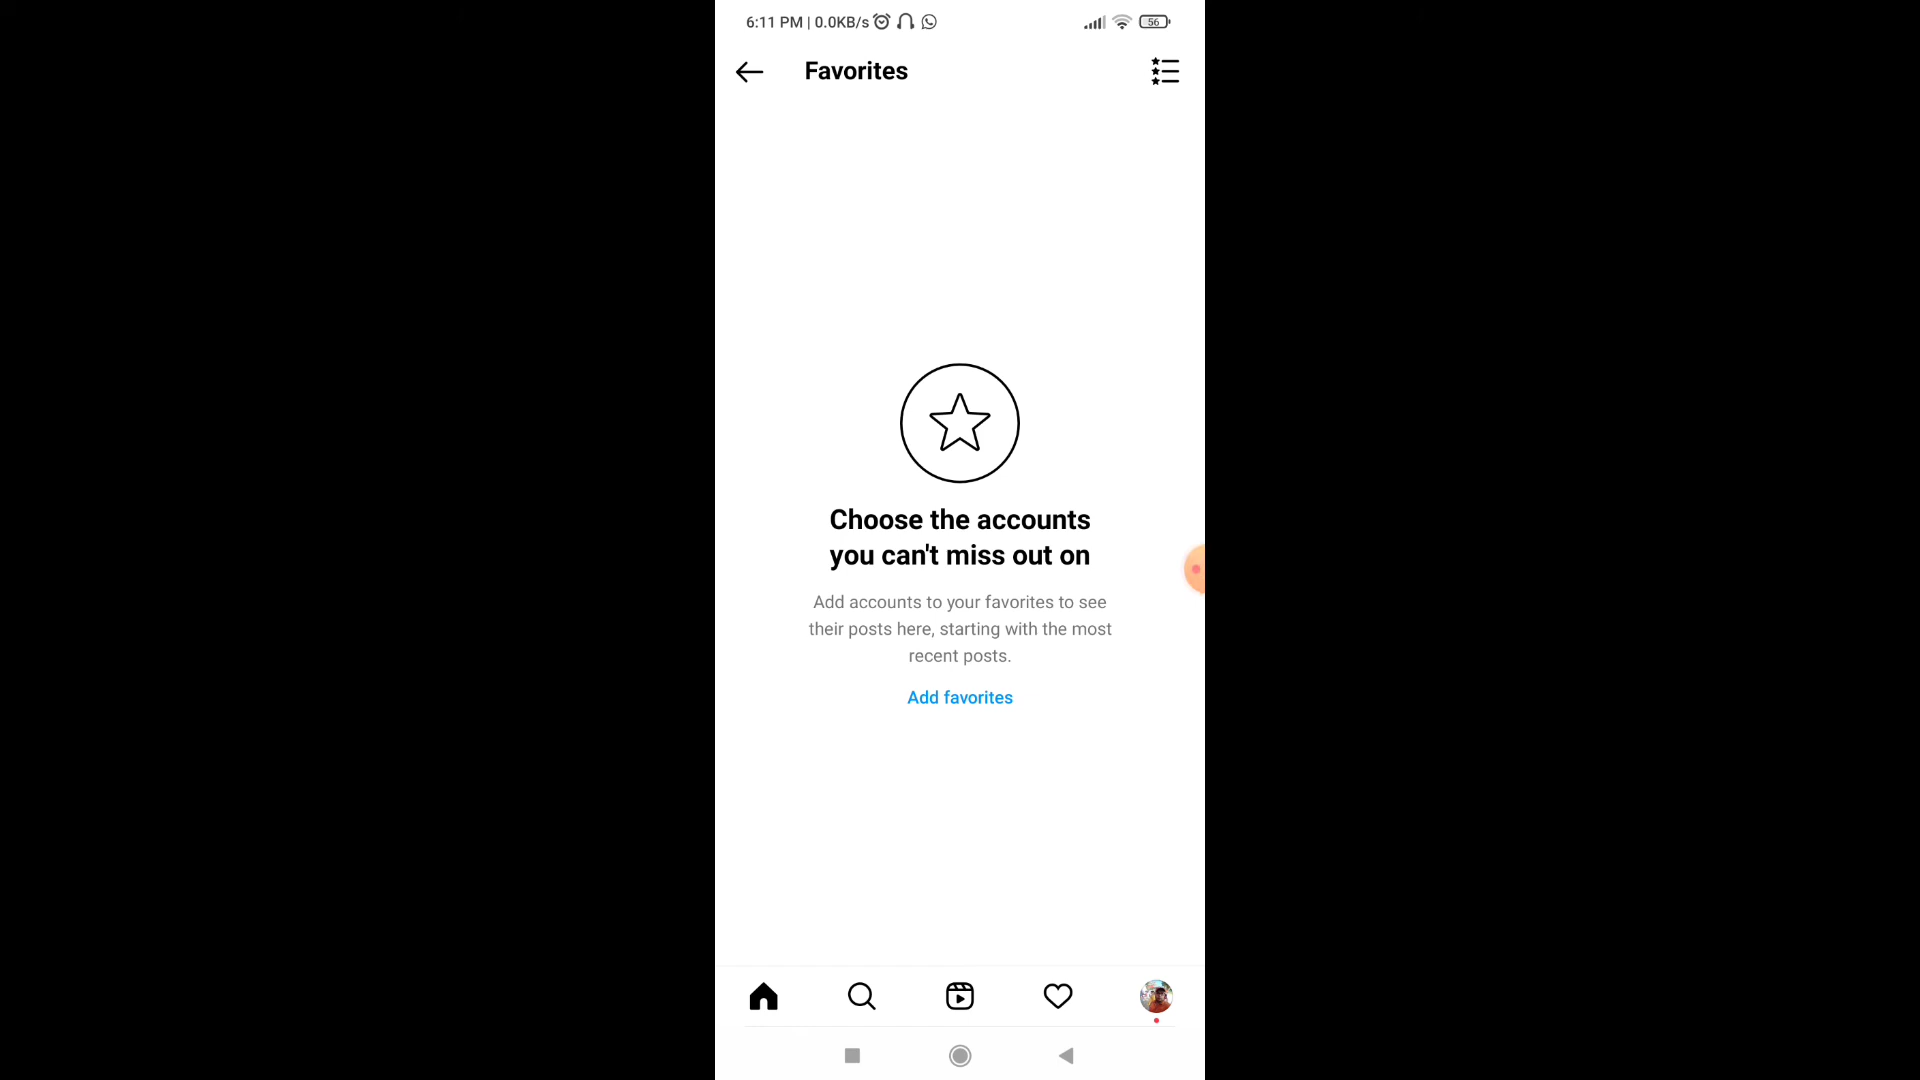 6:11 PM | 0.0KB/s
56
Favorites
Choose the accounts
you can't miss out on
Add accounts to your favorites to see
their posts here, starting with the most
recent posts.
Add favorites